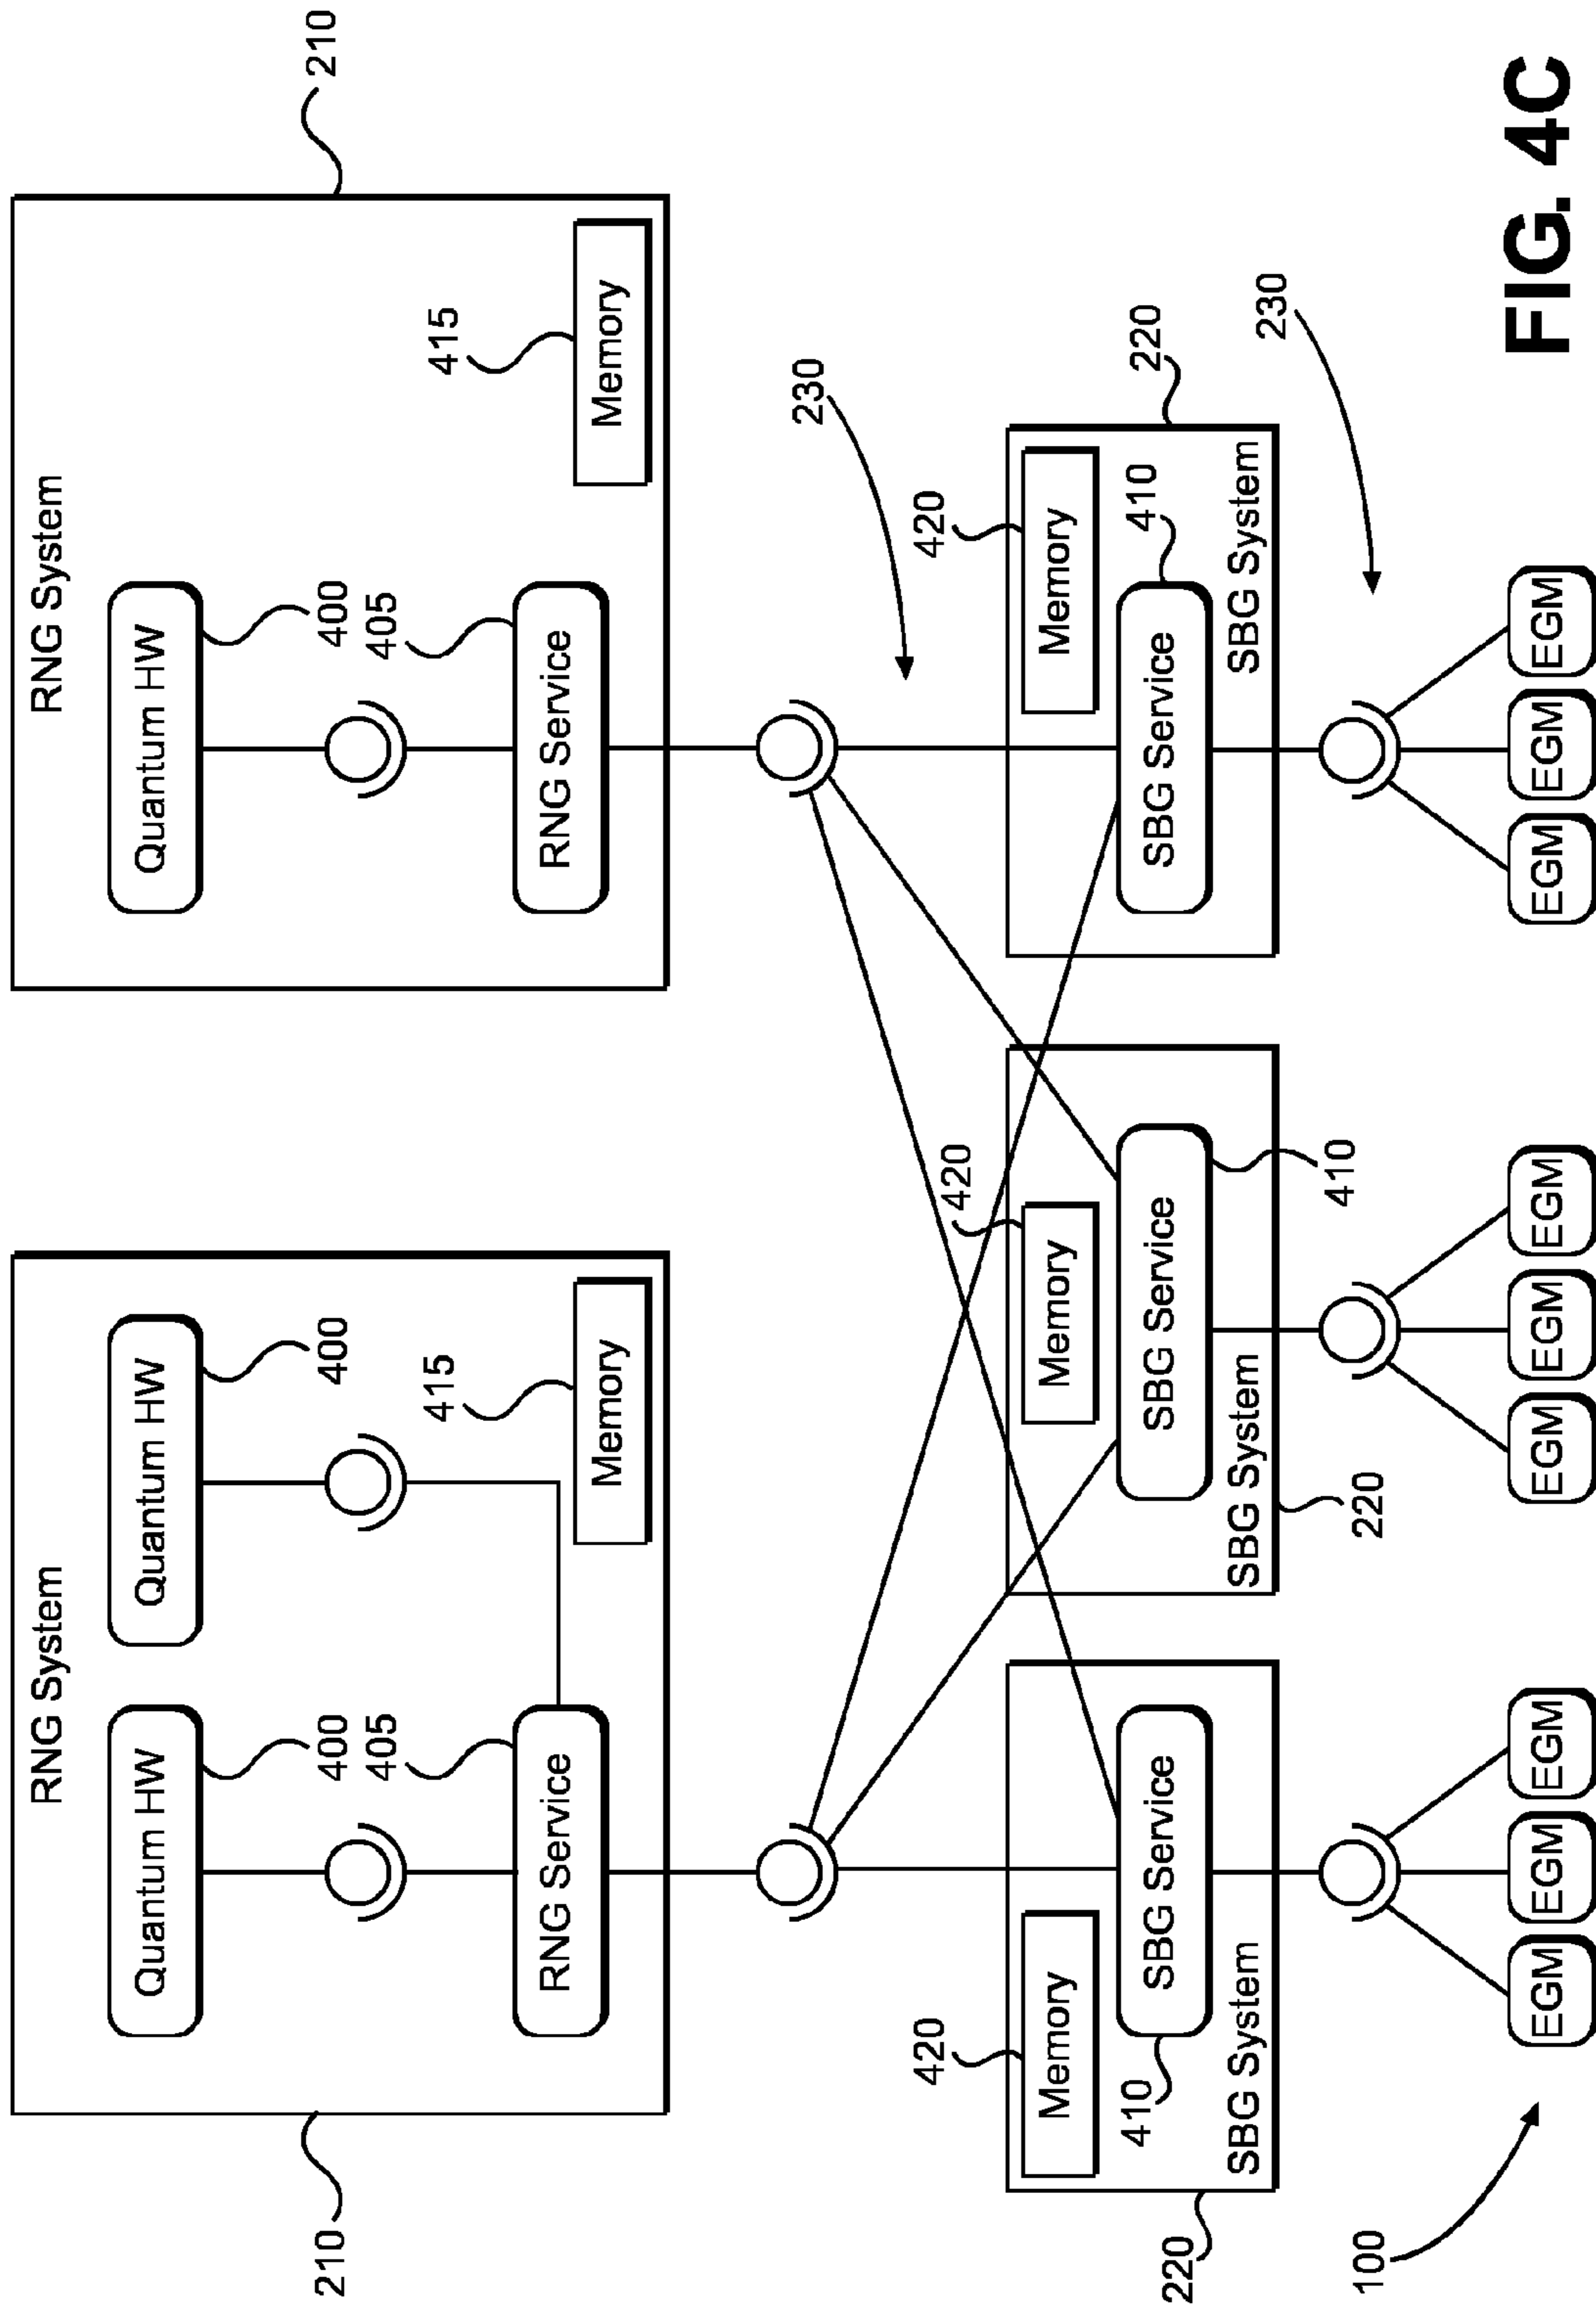 RNG System
RNG System
Quantum HW
Quantum HW
Quantum HW
400
400
400
405
405
210
210
RNG Service
RNG Service
415
415
Memory
Memory
230
420
420
420
Memory
Memory
Memory
220
410
410
410
SBG Service
SBG Service
SBG Service
SBG System
SBG System
SBG System
220
220
230
100
EGM
EGM
EGM
EGM
EGM
EGM
EGM
EGM
EGM
FIG. 4C